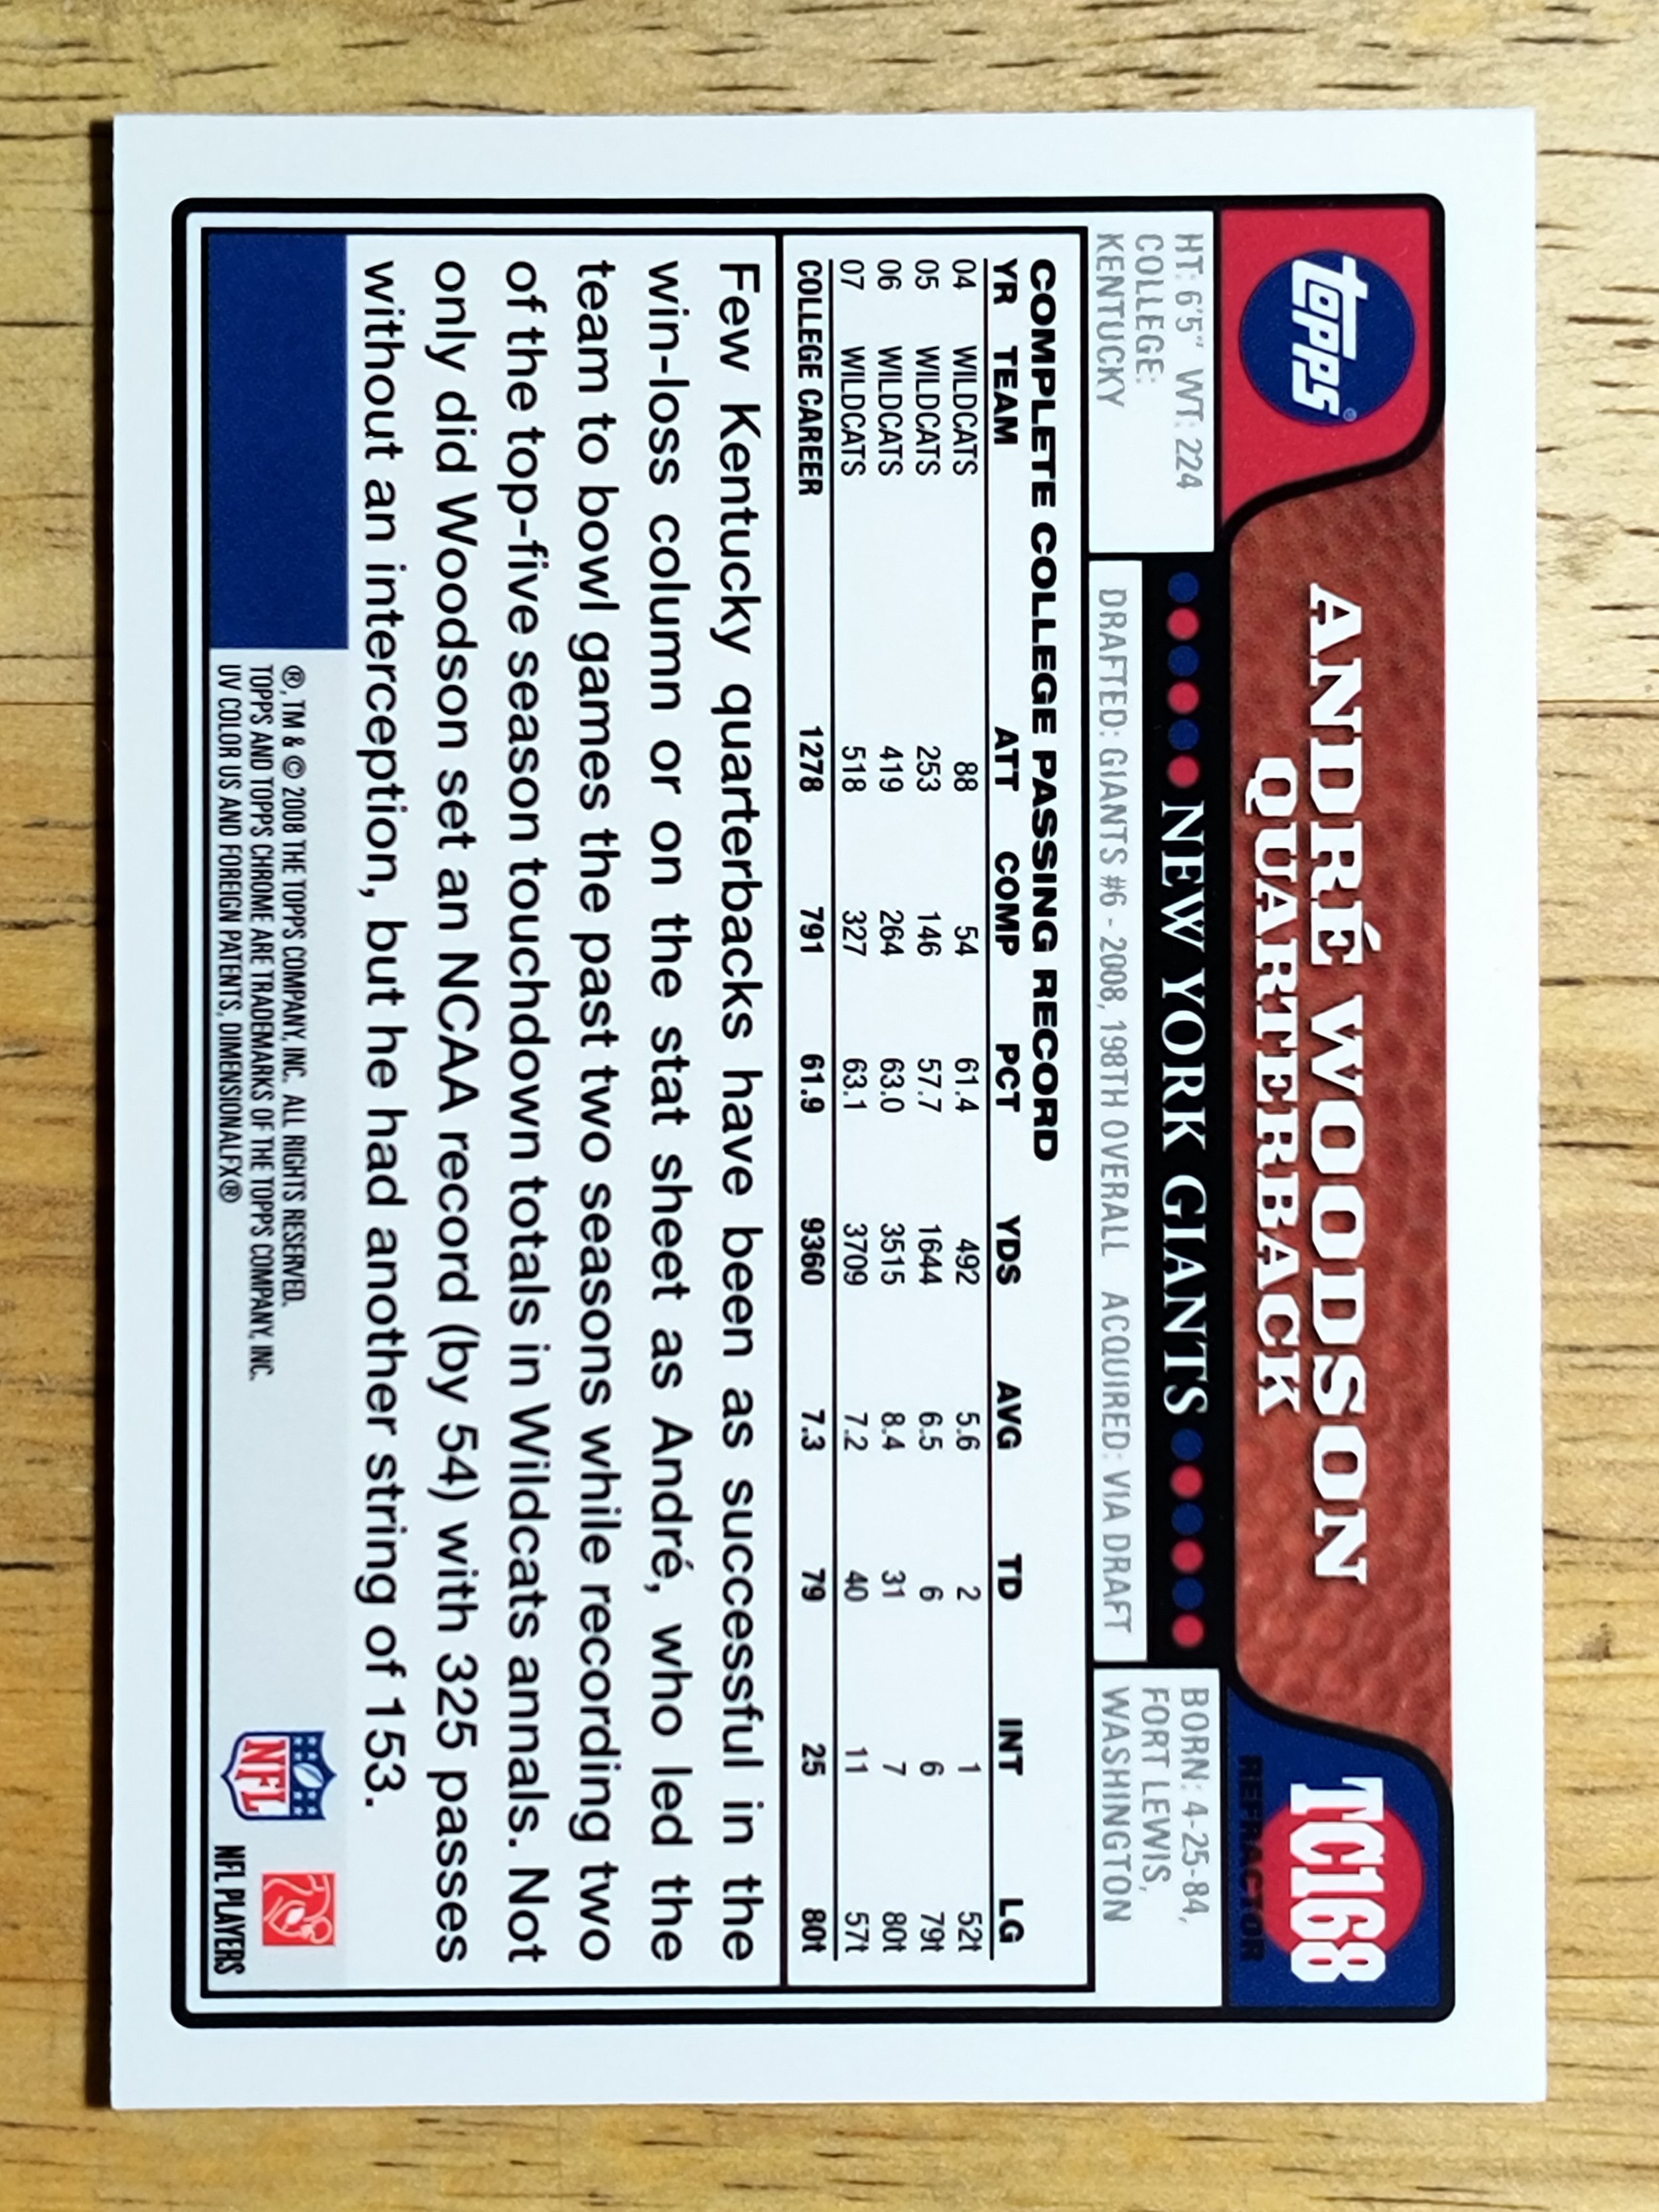 topps®
ANDRÉ WOODSON
QUARTERBACK
TC168
REFRACTOR
HT: 6'5" WT: 224
COLLEGE:
KENTUCKY
NEW YORK GIANTS
DRAFTED: GIANTS #6 - 2008, 198TH OVERALL ACQUIRED: VIA DRAFT
BORN: 4-25-84,
FORT LEWIS,
WASHINGTON
COMPLETE COLLEGE PASSING RECORD
YR TEAM ATT COMP PCT YDS AVG TD INT LG
04 WILDCATS 88 54 61.4 492 5.6 2 1 52t
05 WILDCATS 253 146 57.7 1644 6.5 6 6 79t
06 WILDCATS 419 264 63.0 3515 8.4 31 7 80t
07 WILDCATS 518 327 63.1 3709 7.2 40 11 57t
COLLEGE CAREER 1278 791 61.9 9360 7.3 79 25 80t
Few Kentucky quarterbacks have been as successful in the
win-loss column or on the stat sheet as André, who led the
team to bowl games the past two seasons while recording two
of the top-five season touchdown totals in Wildcats annals. Not
only did Woodson set an NCAA record (by 54) with 325 passes
without an interception, but he had another string of 153.
®, TM & © 2008 THE TOPPS COMPANY, INC. ALL RIGHTS RESERVED.
TOPPS AND TOPPS CHROME ARE TRADEMARKS OF THE TOPPS COMPANY, INC.
UV COLOR US AND FOREIGN PATENTS, DIMENSIONALFX®
NFL
NFL PLAYERS